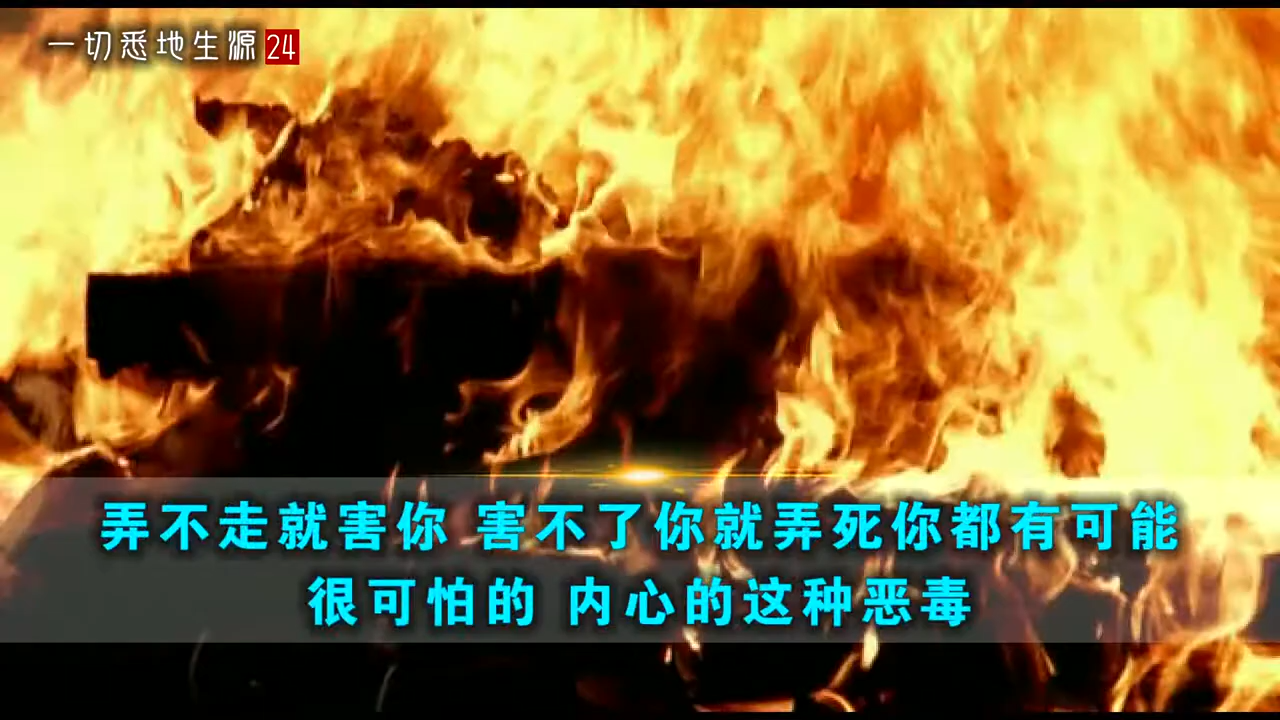 一切悉地生源24
弄不走就害你 害不了你就弄死你都有可能
很可怕的 内心的这种恶毒